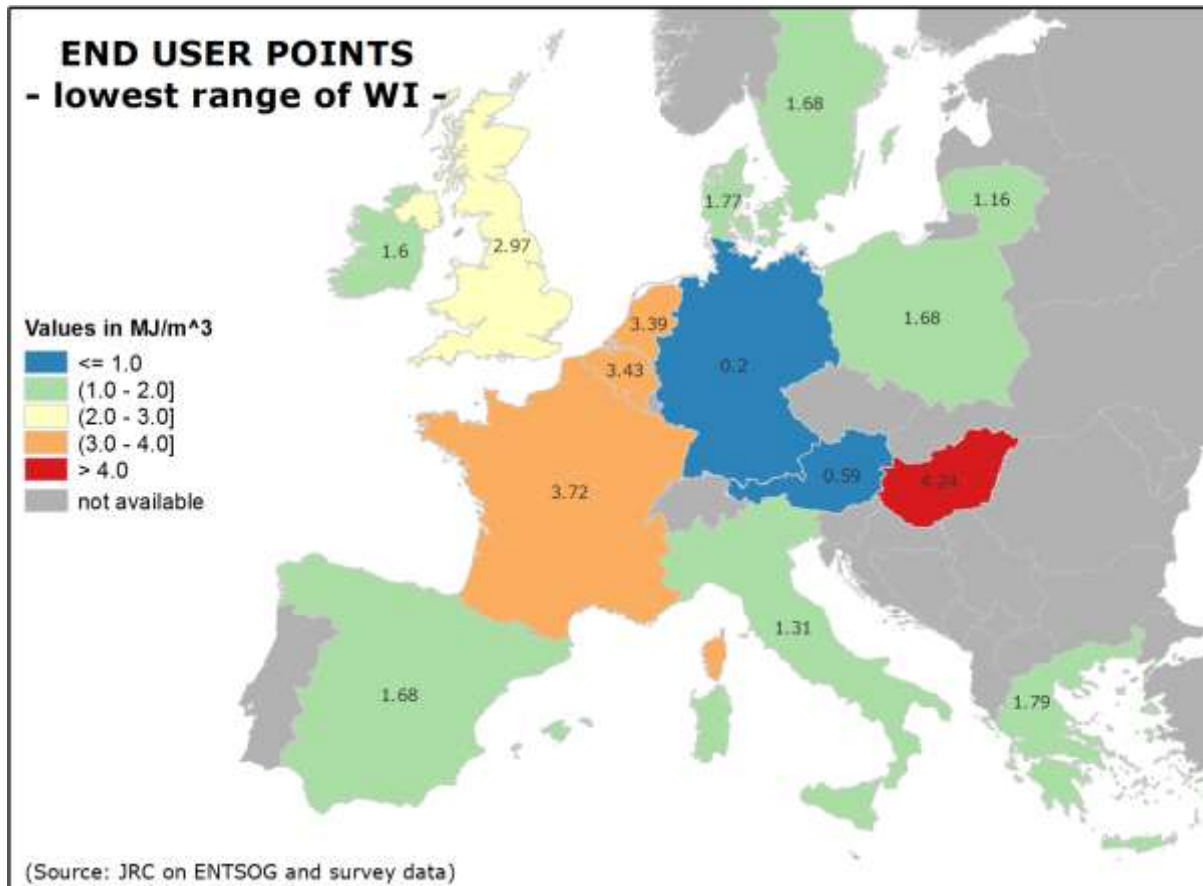 END USER POINTS
- lowest range of WI -
1.68
1.77
1.16
1.6
2.97
Values in MJ/m^3
<= 1.0
(1.0 - 2.0]
(2.0 - 3.0]
(3.0 - 4.0]
> 4.0
not available
3.39
3.43
0.2
1.68
3.72
0.59
4.24
1.31
1.68
1.79
(Source: JRC on ENTSOG and survey data)